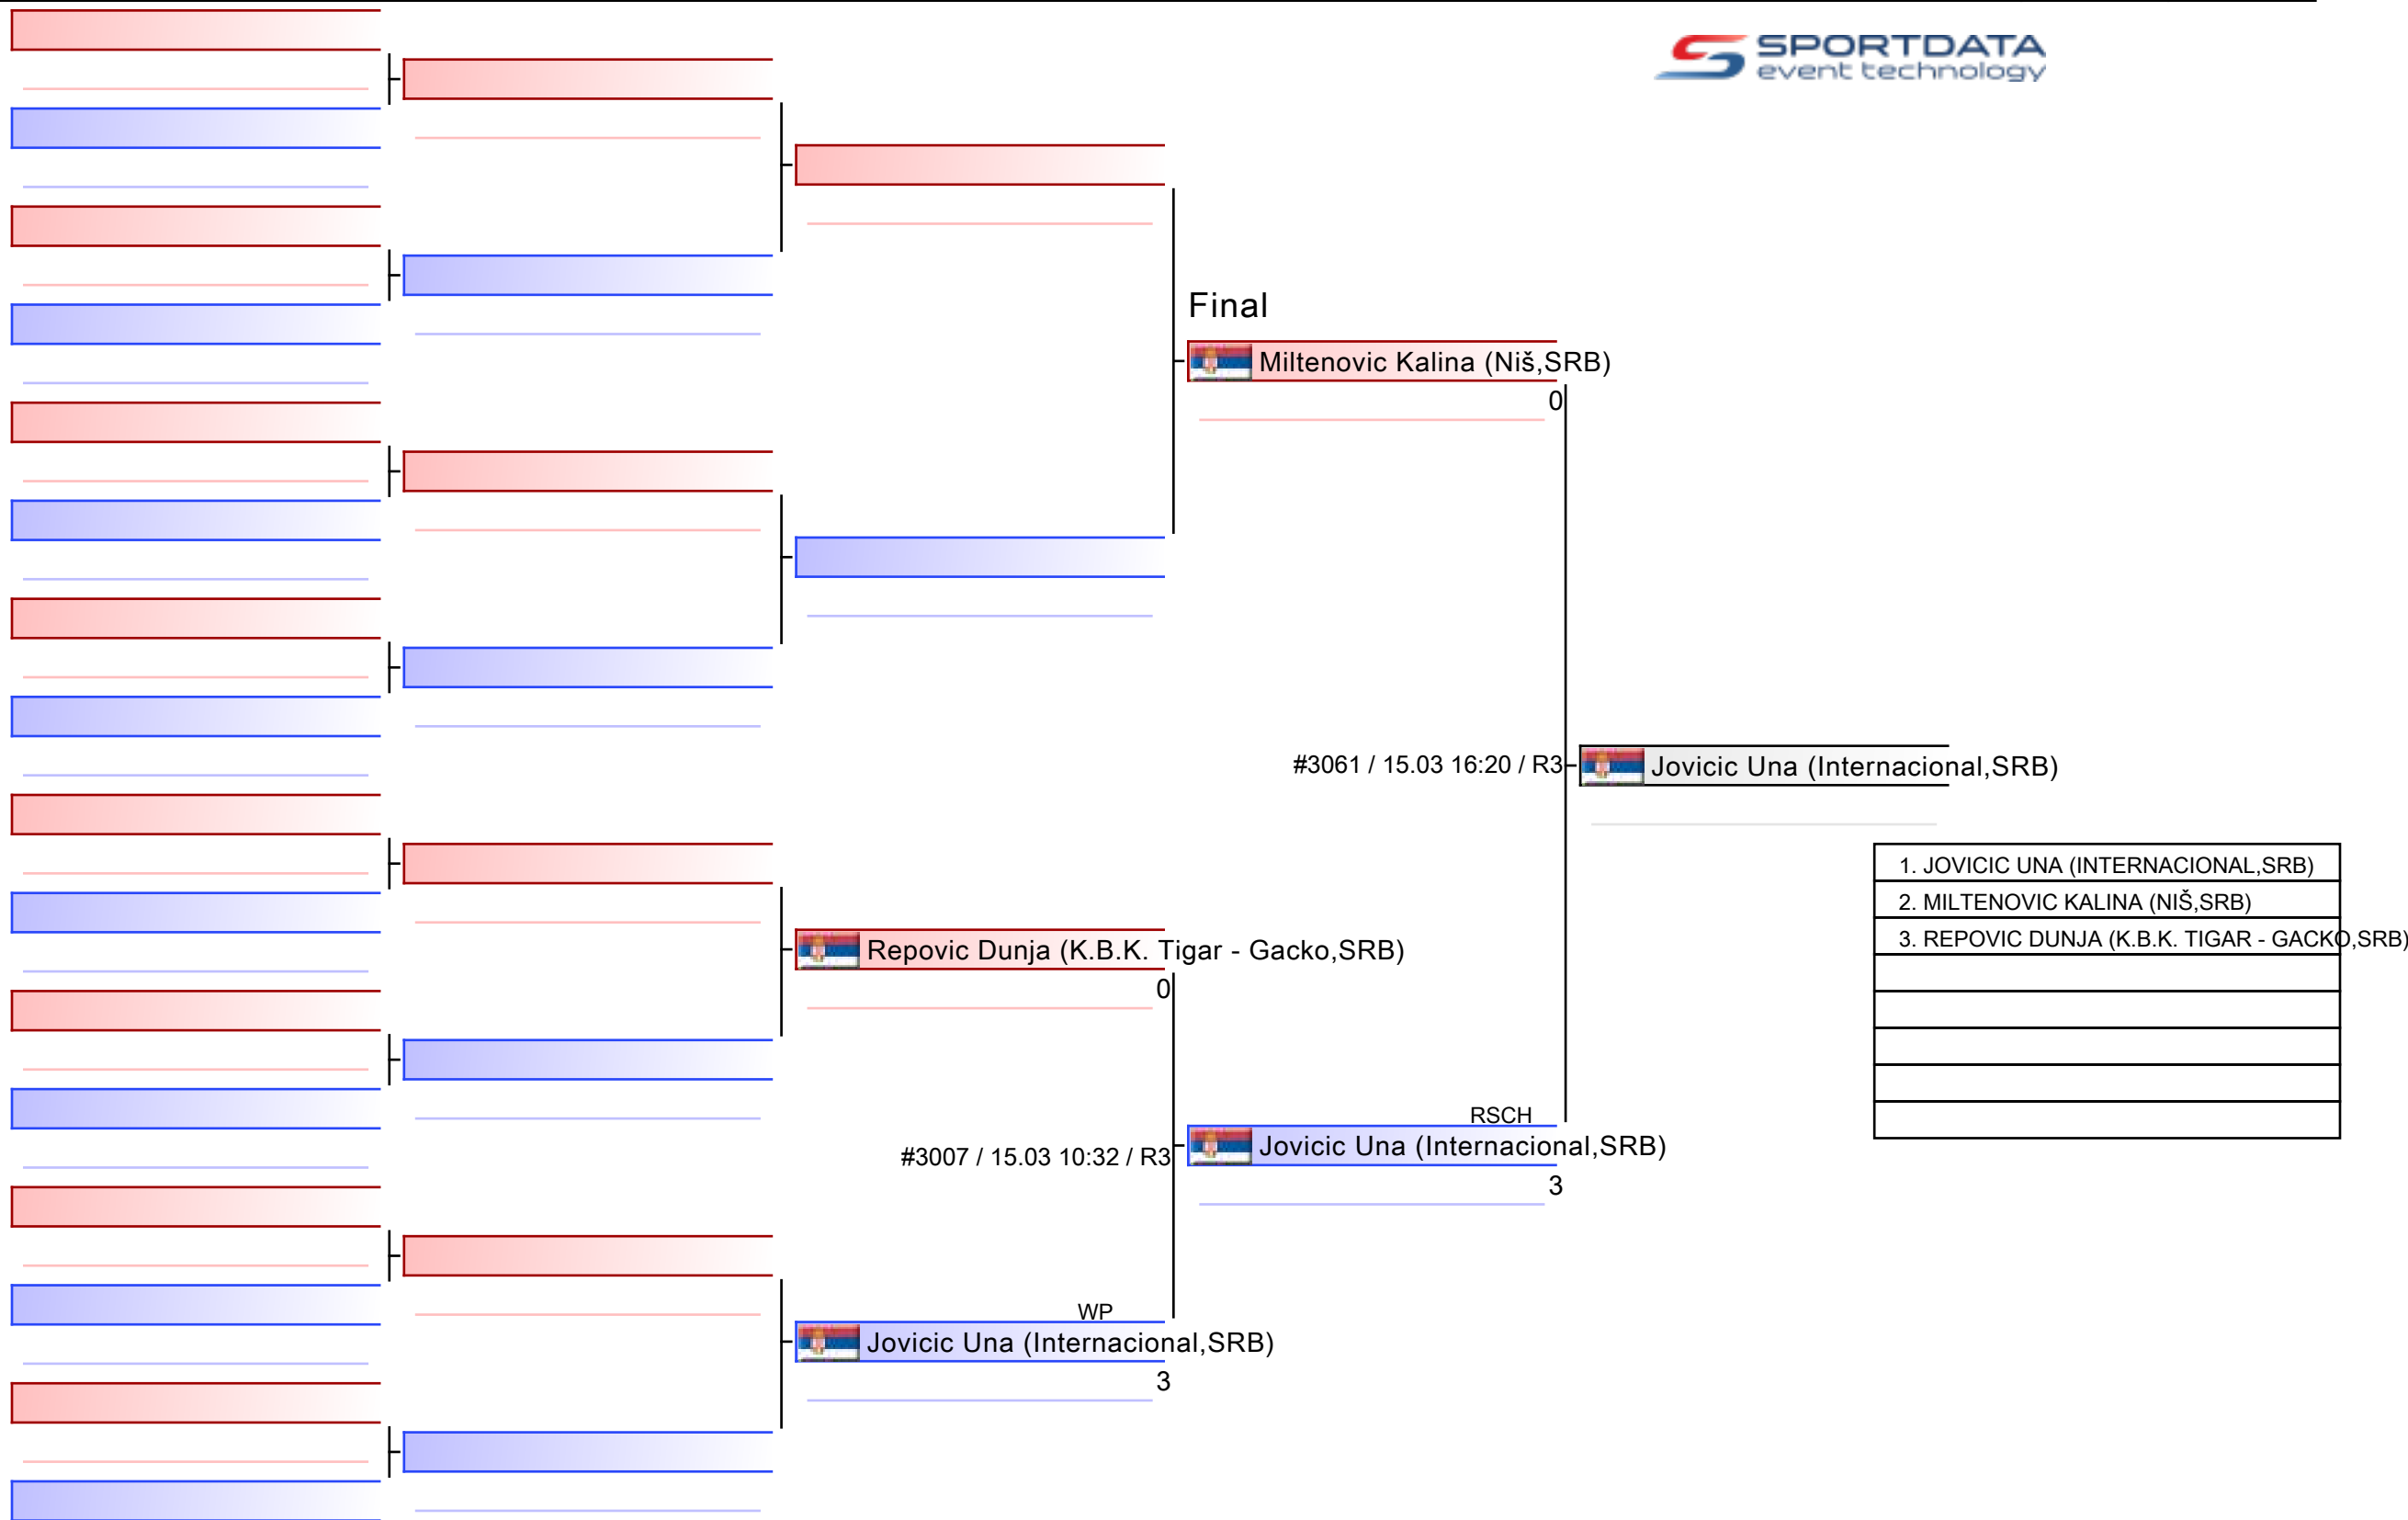 SPORTDATA
event technology
Final
Miltenovic Kalina (Niš,SRB)
0
#3061 / 15.03 16:20 / R3
Jovicic Una (Internacional,SRB)
1. JOVICIC UNA (INTERNACIONAL,SRB)
2. MILTENOVIC KALINA (NIŠ,SRB)
3. REPOVIC DUNJA (K.B.K. TIGAR - GACKO,SRB)
Repovic Dunja (K.B.K. Tigar - Gacko,SRB)
0
RSCH
#3007 / 15.03 10:32 / R3
Jovicic Una (Internacional,SRB)
3
WP
Jovicic Una (Internacional,SRB)
3